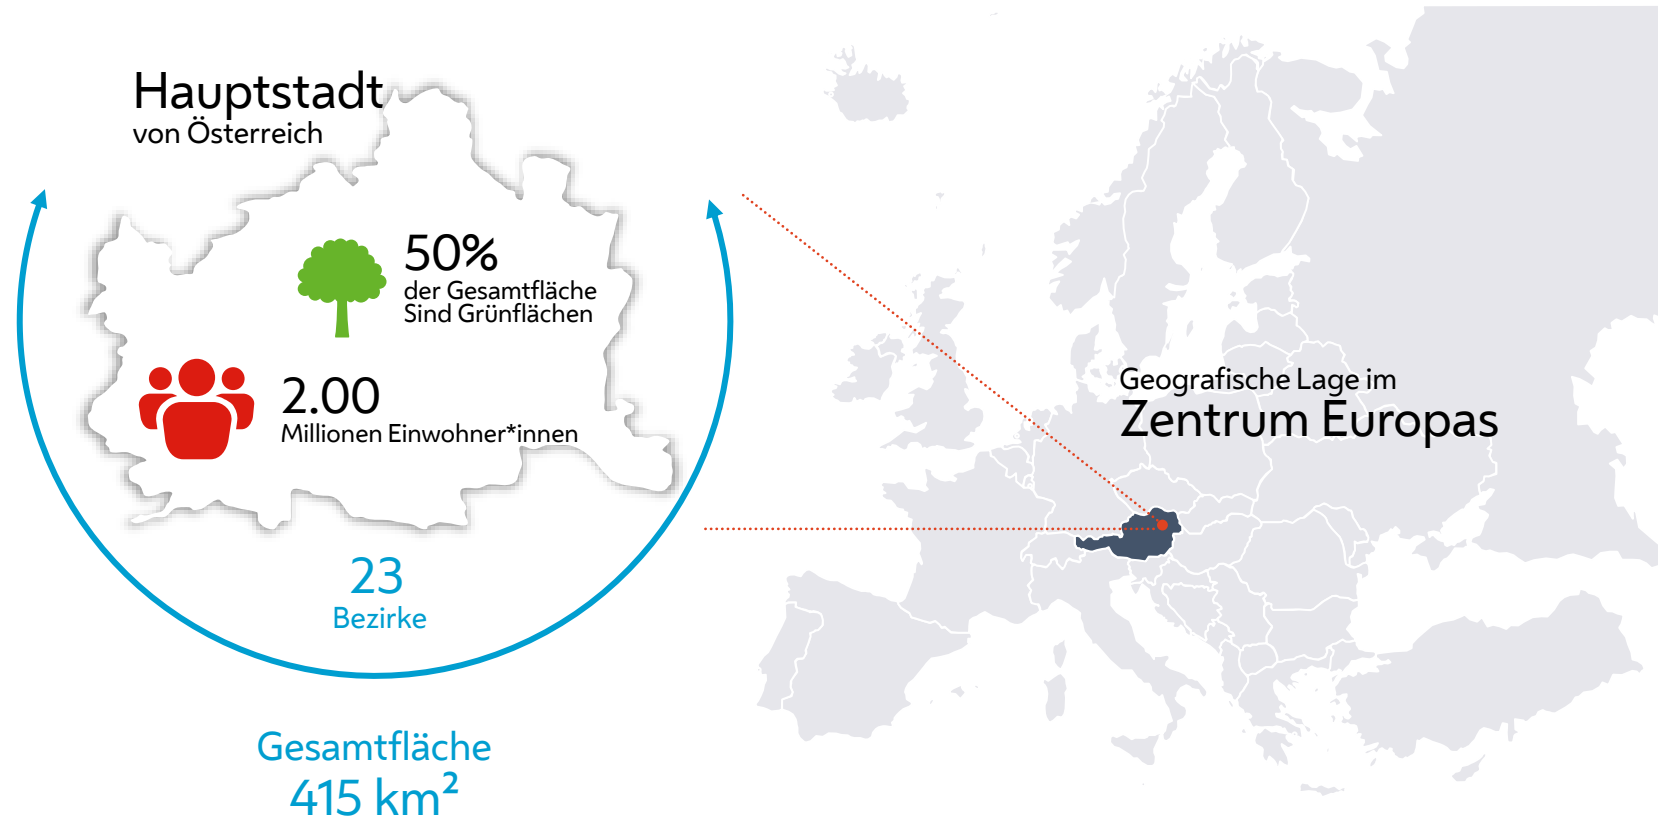 Hauptstadt
von Österreich
50%
der Gesamtfläche
Sind Grünflächen
2.00
Millionen Einwohner*innen
23
Bezirke
Gesamtfläche
415 km²
Geografische Lage im
Zentrum Europas